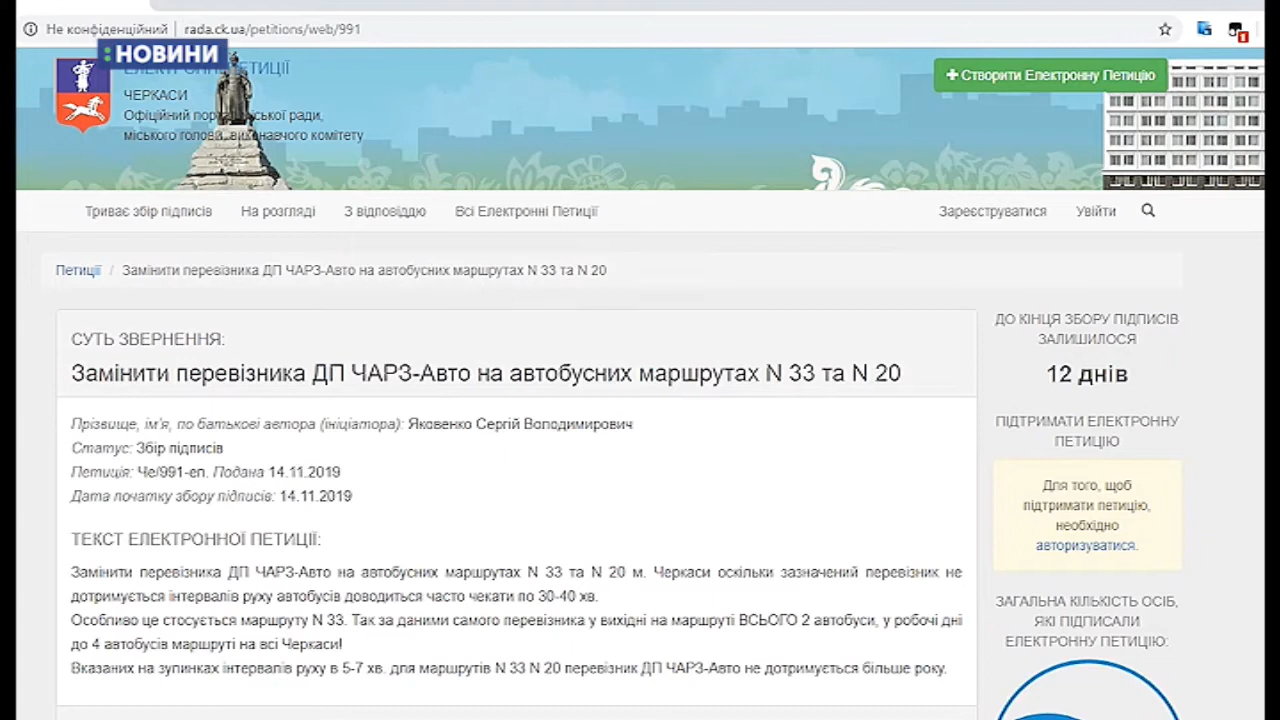 Не конфіденційний
rada.ck.ua/petitions/web/991
: НОВИНИ
ЕЛЕКТРОННІ ПЕТИЦІЇ
ЧЕРКАСИ
Офіційний портал міської ради,
міського голови, виконавчого комітету
+ Створити Електронну Петицію
Триває збір підписів На розгляді З відповіддю Всі Електронні Петиції Зареєструватися Увійти
Петиції / Замінити перевізника ДП ЧАРЗ-Авто на автобусних маршрутах N 33 та N 20
СУТЬ ЗВЕРНЕННЯ:
Замінити перевізника ДП ЧАРЗ-Авто на автобусних маршрутах N 33 та N 20
Прізвище, ім'я, по батькові автора (ініціатора): Яковенко Сергій Володимирович
Статус: Збір підписів
Петиція: Че/991-еп. Подана 14.11.2019
Дата початку збору підписів: 14.11.2019
ТЕКСТ ЕЛЕКТРОННОЇ ПЕТИЦІЇ:
Замінити перевізника ДП ЧАРЗ-Авто на автобусних маршрутах N 33 та N 20 м. Черкаси оскільки зазначений перевізник не
дотримується інтервалів руху автобусів доводиться часто чекати по 30-40 хв.
Особливо це стосується маршруту N 33. Так за даними самого перевізника у вихідні на маршруті ВСЬОГО 2 автобуси, у робочі дні
до 4 автобусів маршруті на всі Черкаси!
Вказаних на зупинках інтервалів руху в 5-7 хв. для маршрутів N 33 N 20 перевізник ДП ЧАРЗ-Авто не дотримується більше року.
ДО КІНЦЯ ЗБОРУ ПІДПИСІВ
ЗАЛИШИЛОСЯ
12 днів
ПІДТРИМАТИ ЕЛЕКТРОННУ
ПЕТИЦІЮ
Для того, щоб
підтримати петицію,
необхідно
авторизуватися.
ЗАГАЛЬНА КІЛЬКІСТЬ ОСІБ,
ЯКІ ПІДПИСАЛИ
ЕЛЕКТРОННУ ПЕТИЦІЮ: